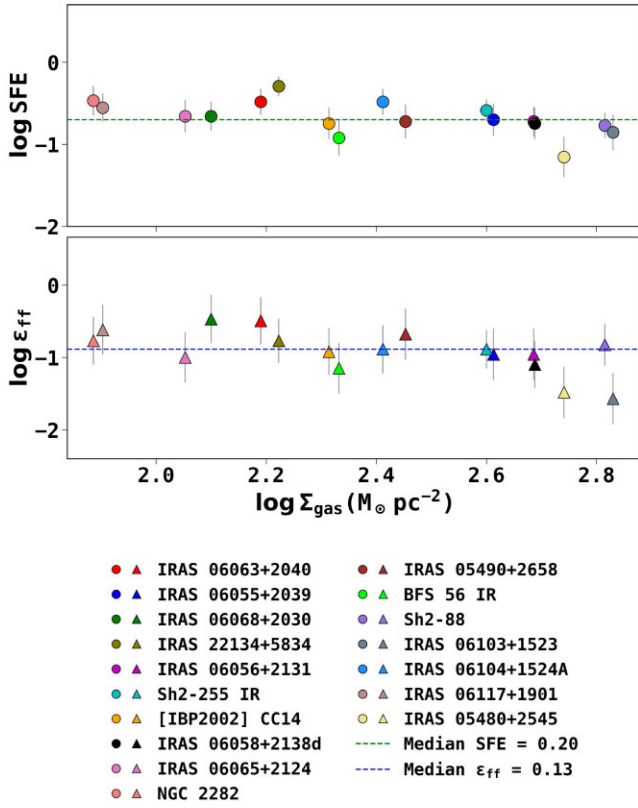 0
−1
−2
log SFE
0
−1
−2
log ε_ff
2.0 2.2 2.4 2.6 2.8
log Σ_gas (M_⊙ pc⁻²)
IRAS 06063+2040
IRAS 06055+2039
IRAS 06068+2030
IRAS 22134+5834
IRAS 06056+2131
Sh2-255 IR
[IBP2002] CC14
IRAS 06058+2138d
IRAS 06065+2124
NGC 2282
IRAS 05490+2658
BFS 56 IR
Sh2-88
IRAS 06103+1523
IRAS 06104+1524A
IRAS 06117+1901
IRAS 05480+2545
Median SFE = 0.20
Median ε_ff = 0.13